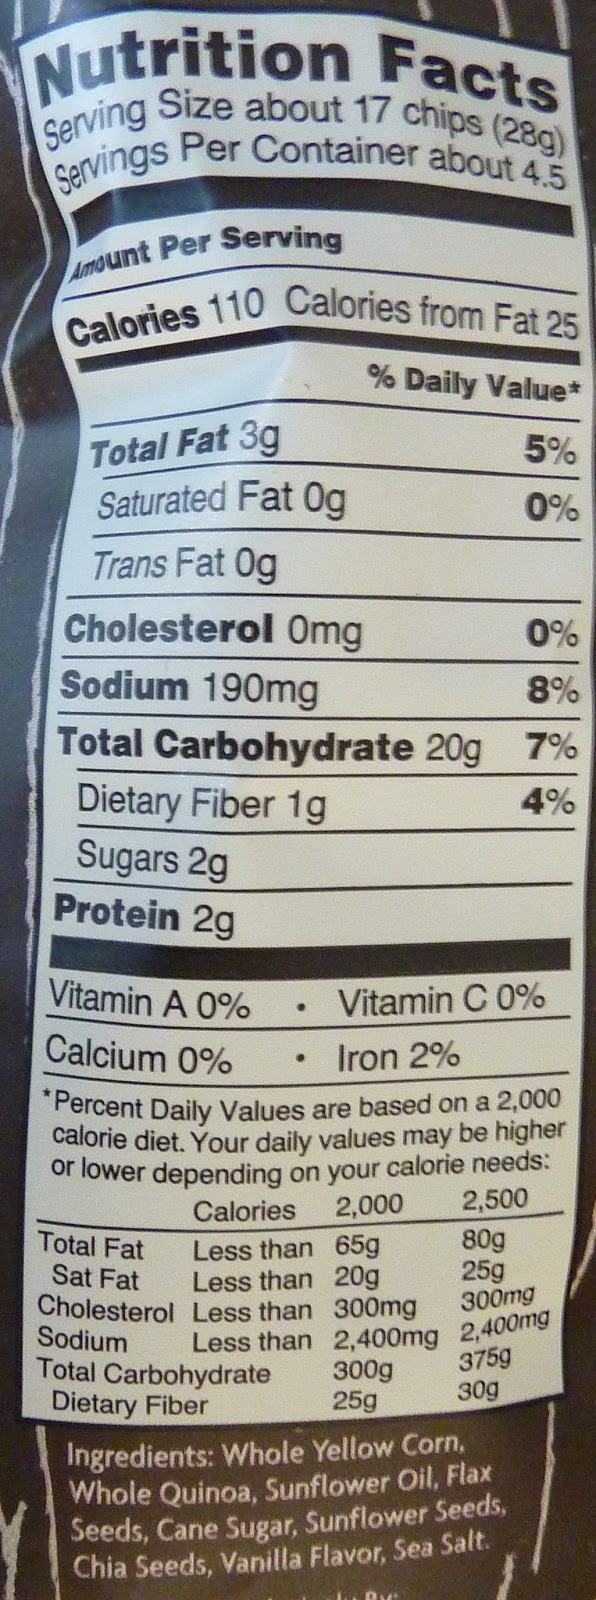 Nutrition Facts
Serving Size about 17 chips (28g)
Servings Per Container about 4.5
Amount Per Serving
Calories 110 Calories from Fat 25
% Daily Value*
Total Fat 3g 5%
Saturated Fat 0g 0%
Trans Fat 0g
Cholesterol 0mg 0%
Sodium 190mg 8%
Total Carbohydrate 20g 7%
Dietary Fiber 1g 4%
Sugars 2g
Protein 2g
Vitamin A 0% • Vitamin C 0%
Calcium 0% • Iron 2%
*Percent Daily Values are based on a 2,000
calorie diet. Your daily values may be higher
or lower depending on your calorie needs:
Calories 2,000 2,500
Total Fat Less than 65g 80g
Sat Fat Less than 20g 25g
Cholesterol Less than 300mg 300mg
Sodium Less than 2,400mg 2,400mg
Total Carbohydrate 300g 375g
Dietary Fiber 25g 30g
Ingredients: Whole Yellow Corn,
Whole Quinoa, Sunflower Oil, Flax
Seeds, Cane Sugar, Sunflower Seeds,
Chia Seeds, Vanilla Flavor, Sea Salt.